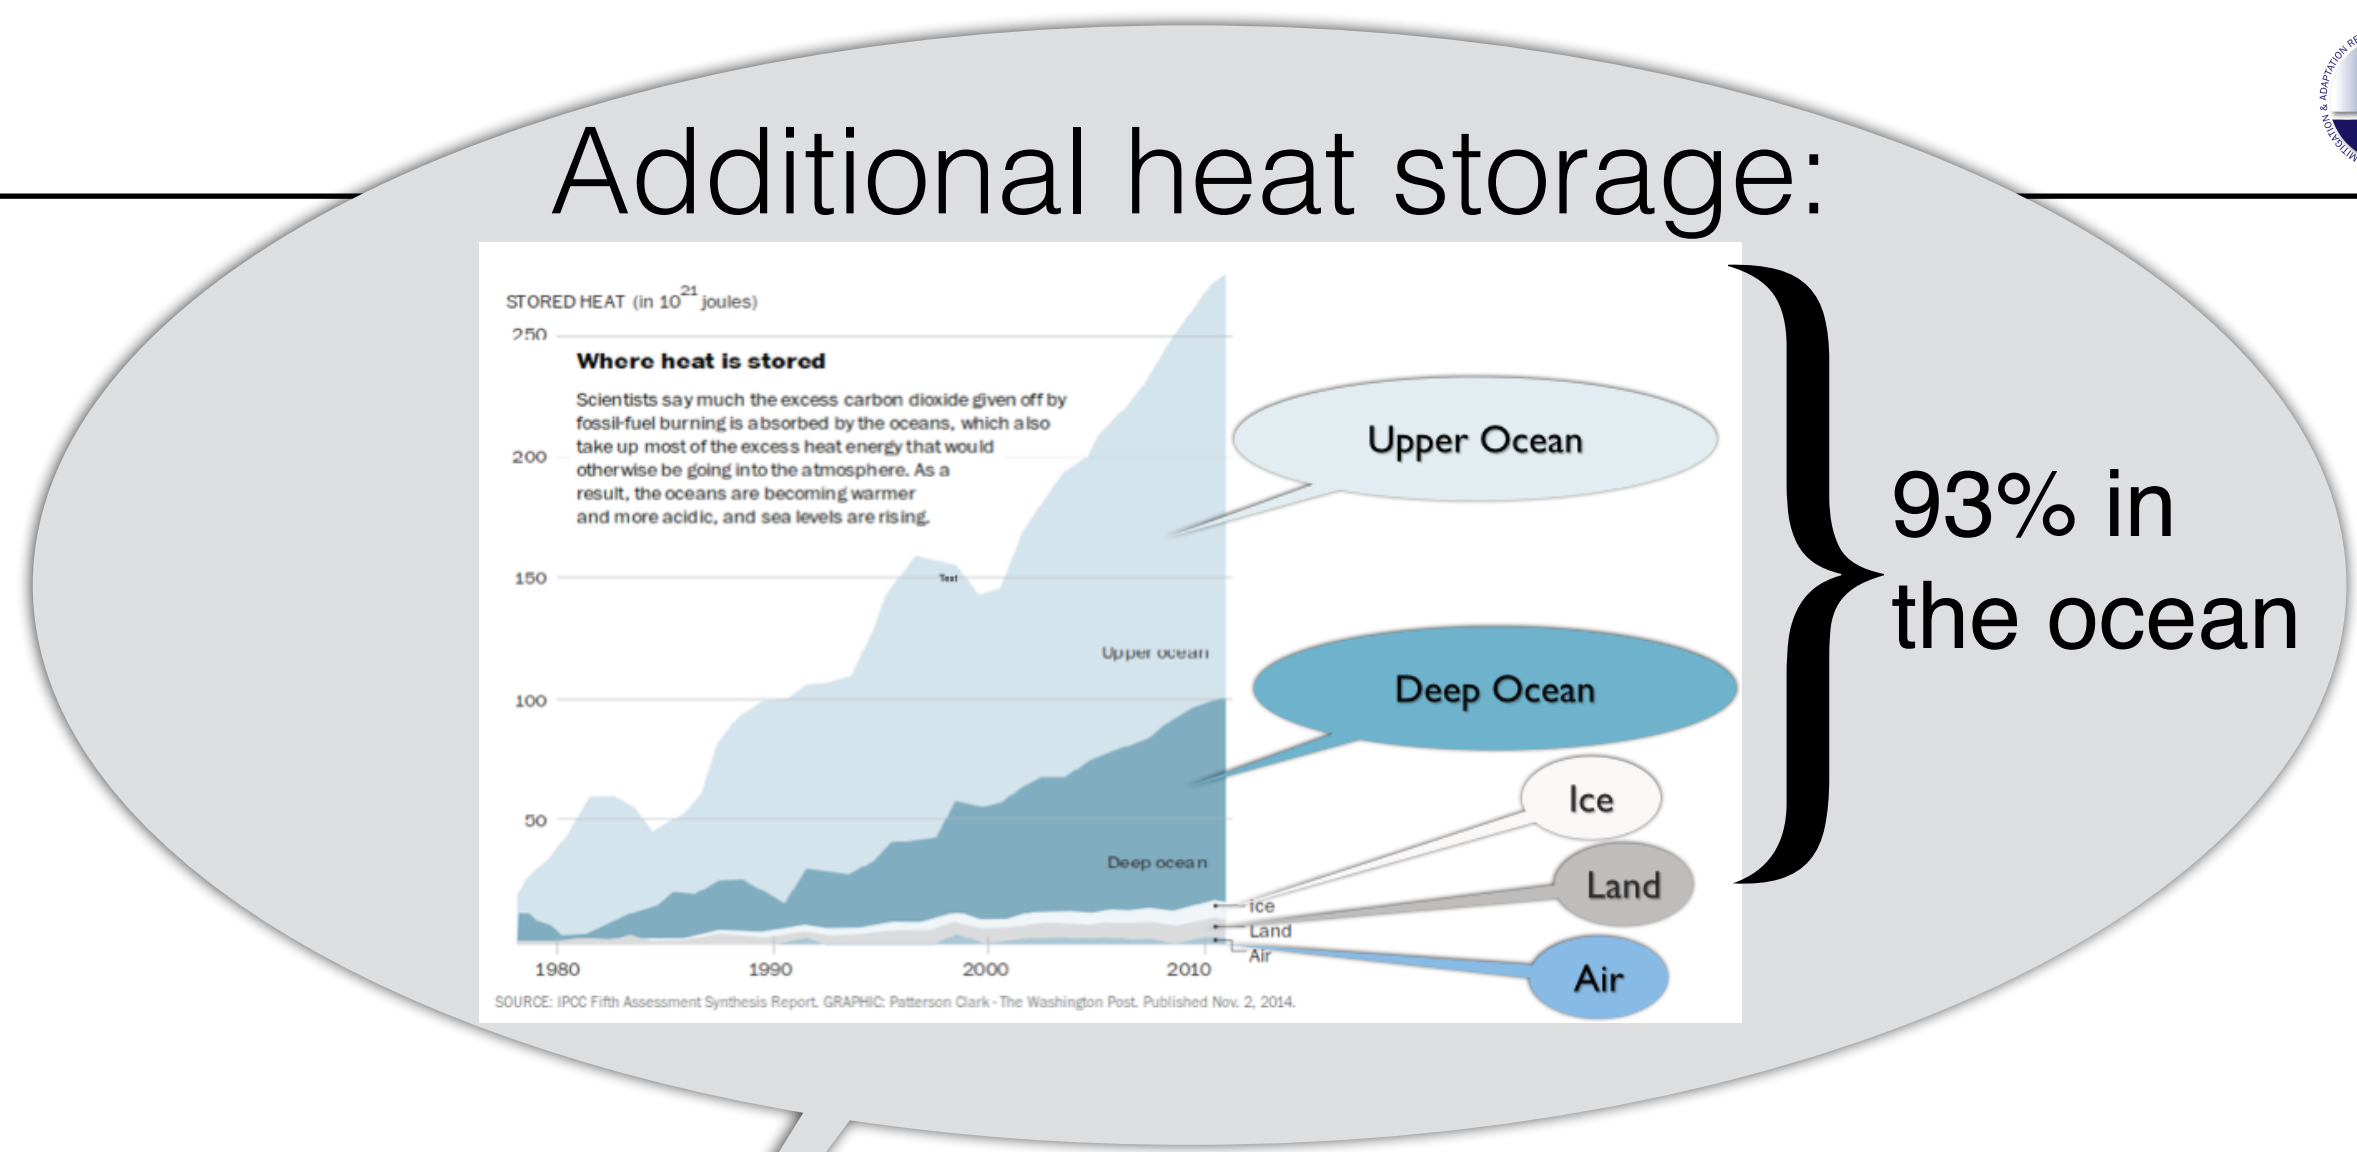 MITIGATION & ADAPTATION
Additional heat storage:
STORED HEAT (in 10²¹ joules)
250
Where heat is stored
Scientists say much the excess carbon dioxide given off by
fossil-fuel burning is absorbed by the oceans, which also
take up most of the excess heat energy that would
otherwise be going into the atmosphere. As a
result, the oceans are becoming warmer
and more acidic, and sea levels are rising.
200
150
Text
100
50
Upper ocean
Deep ocean
Ice
Land
Air
1980 1990 2000 2010
SOURCE: IPCC Fifth Assessment Synthesis Report. GRAPHIC: Patterson Clark - The Washington Post. Published Nov. 2, 2014.
Upper Ocean
Deep Ocean
Ice
Land
Air
93% in
the ocean